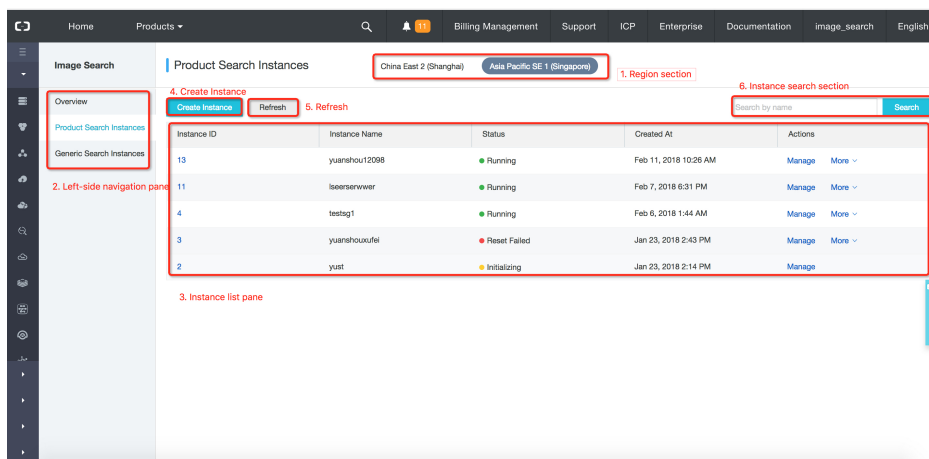 Home Products 11 Billing Management Support ICP Enterprise Documentation image_search English
Image Search
Product Search Instances
China East 2 (Shanghai) Asia Pacific SE 1 (Singapore)
1. Region section
4. Create Instance
6. Instance search section
Overview
Create Instance Refresh 5. Refresh
Search by name Search
Product Search Instances
Generic Search Instances
2. Left-side navigation pane
Instance ID Instance Name Status Created At Actions
13 yuanshou12098 Running Feb 11, 2018 10:26 AM Manage More
11 lseerserwwer Running Feb 7, 2018 6:31 PM Manage More
4 testsg1 Running Feb 6, 2018 1:44 AM Manage More
3 yuanshouxufei Reset Failed Jan 23, 2018 2:43 PM Manage More
2 yust Initializing Jan 23, 2018 2:14 PM Manage
3. Instance list pane